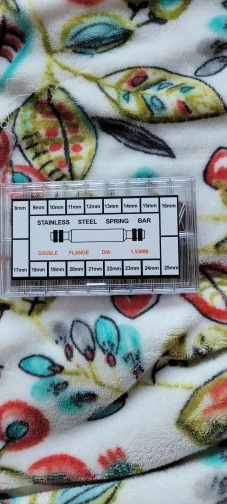 8mm 9mm 10mm 11mm 12mm 13mm 14mm 15mm 16mm
STAINLESS STEEL SPRING BAR
DOUBLE FLANGE DIA: 1.50MM
17mm 18mm 19mm 20mm 21mm 22mm 23mm 24mm 25mm